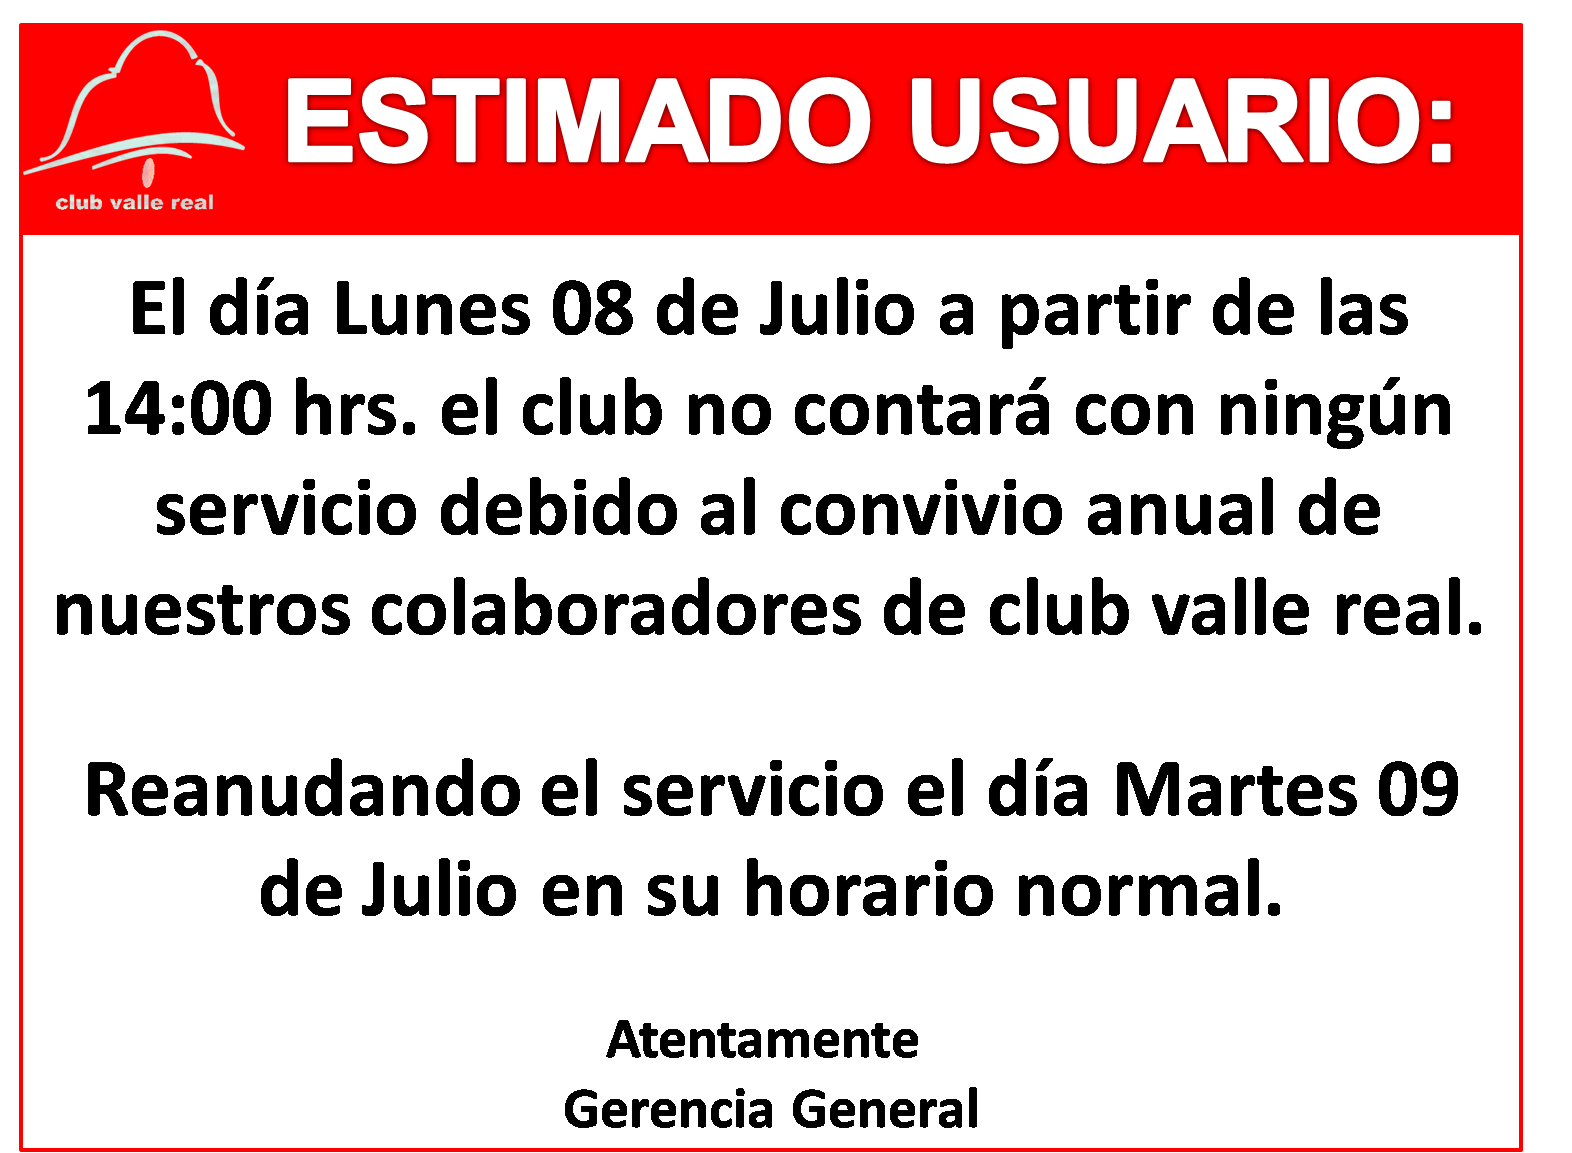 ESTIMADO USUARIO:
club valle real
El día Lunes 08 de Julio a partir de las
14:00 hrs. el club no contará con ningún
servicio debido al convivio anual de
nuestros colaboradores de club valle real.
Reanudando el servicio el día Martes 09
de Julio en su horario normal.
Atentamente
Gerencia General